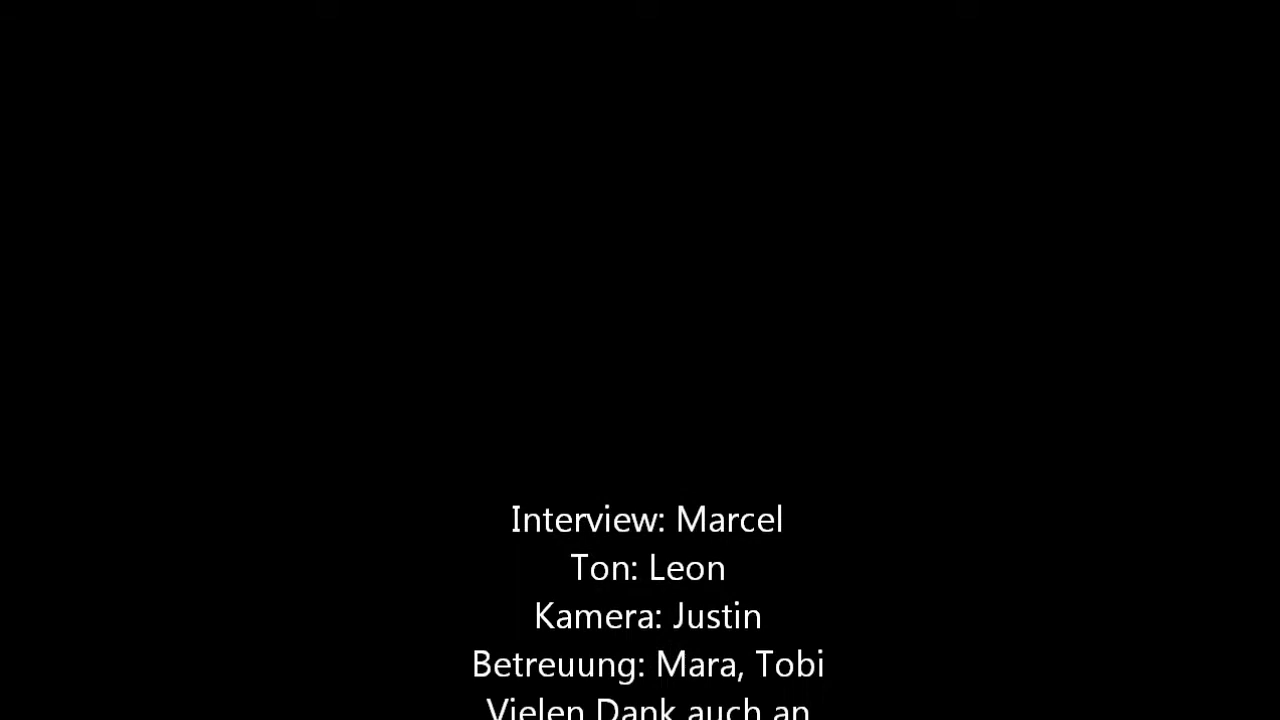 Interview: Marcel
Ton: Leon
Kamera: Justin
Betreuung: Mara, Tobi
Vielen Dank auch an